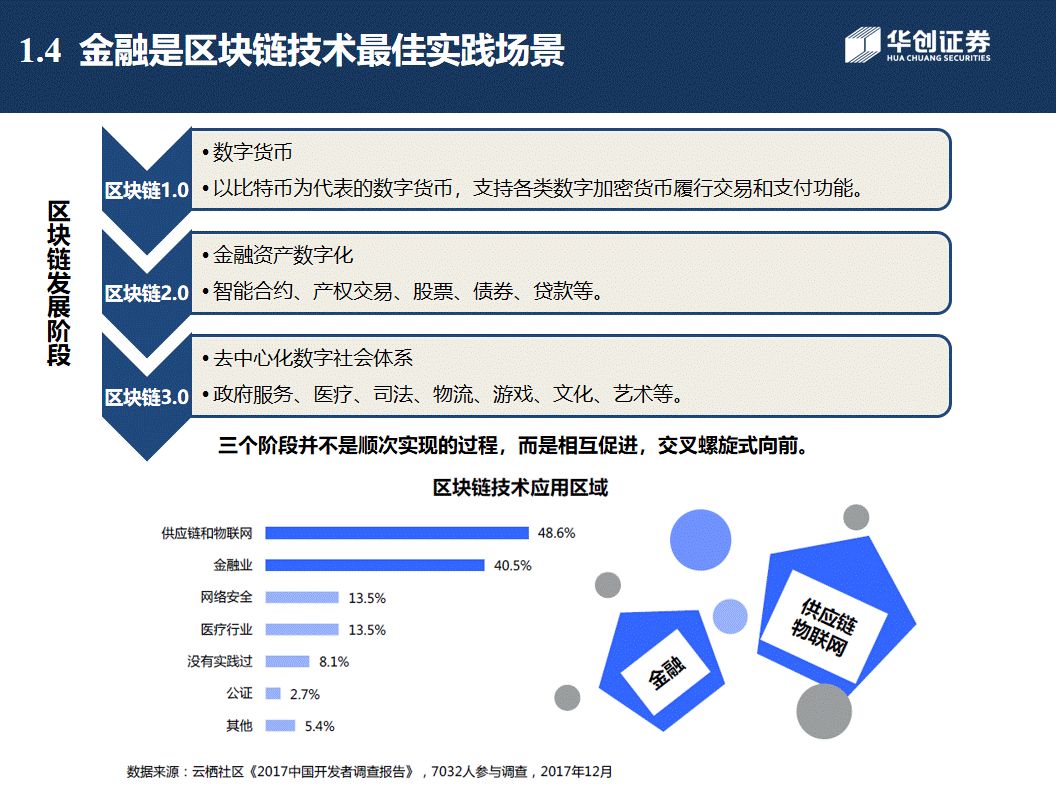 1.4 金融是区块链技术最佳实践场景
华创证券
HUA CHUANG SECURITIES
区块链发展阶段
区块链1.0
•数字货币
•以比特币为代表的数字货币，支持各类数字加密货币履行交易和支付功能。
区块链2.0
•金融资产数字化
•智能合约、产权交易、股票、债券、贷款等。
区块链3.0
•去中心化数字社会体系
•政府服务、医疗、司法、物流、游戏、文化、艺术等。
三个阶段并不是顺次实现的过程，而是相互促进，交叉螺旋式向前。
区块链技术应用区域
供应链和物联网 48.6%
金融业 40.5%
网络安全 13.5%
医疗行业 13.5%
没有实践过 8.1%
公证 2.7%
其他 5.4%
供应链
物联网
金融
数据来源：云栖社区《2017中国开发者调查报告》，7032人参与调查，2017年12月